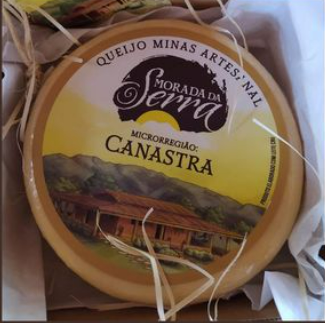 QUEIJO MINAS ARTESANAL
MORADA DA
Serra
MICRORREGIÃO:
CANASTRA